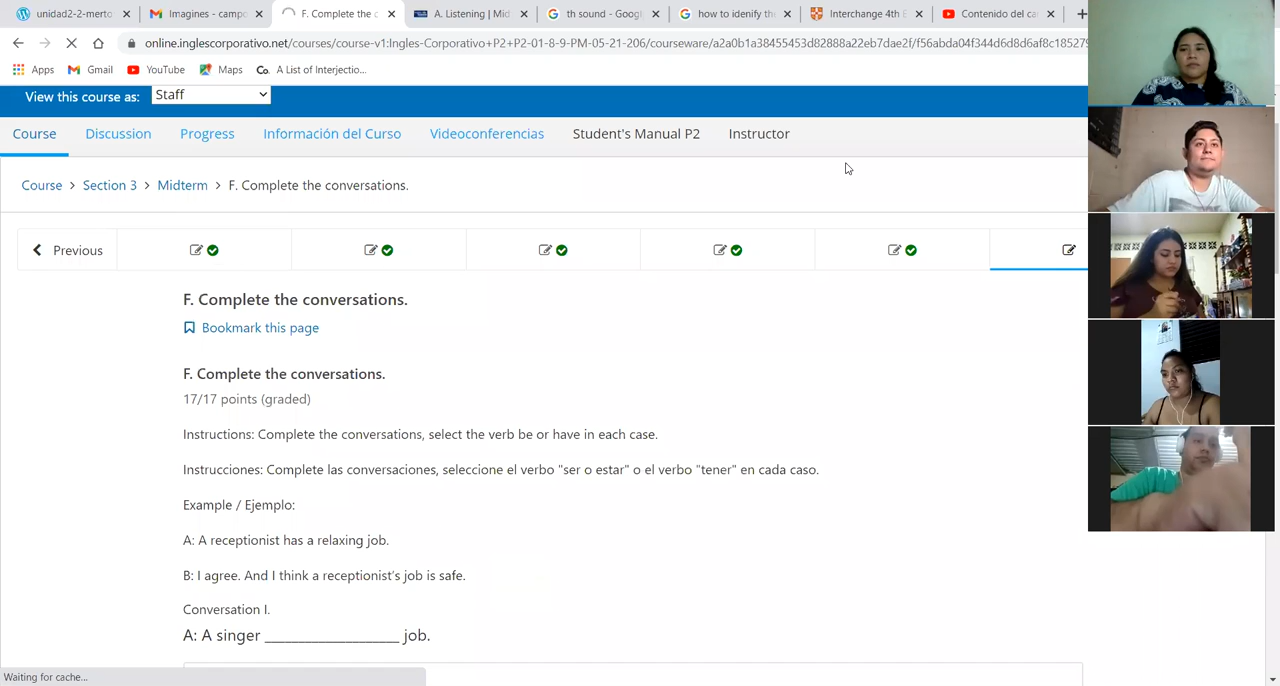 unidad2-2-merto
Imagines - campo
F. Complete the c
A. Listening | Mid
th sound - Googl
how to idenify the
Interchange 4th E
Contenido del ca
online.inglescorporativo.net/courses/course-v1:Ingles-Corporativo+P2+P2-01-8-9-PM-05-21-206/courseware/a2a0b1a38455453d82888a22eb7dae2f/f56abda04f344d6d8d6af8c185279
Apps
Gmail
YouTube
Maps
Co.
A List of Interjectio...
View this course as:
Staff
Course
Discussion
Progress
Información del Curso
Videoconferencias
Student's Manual P2
Instructor
Course > Section 3 > Midterm > F. Complete the conversations.
Previous
F. Complete the conversations.
Bookmark this page
F. Complete the conversations.
17/17 points (graded)
Instructions: Complete the conversations, select the verb be or have in each case.
Instrucciones: Complete las conversaciones, seleccione el verbo "ser o estar" o el verbo "tener" en cada caso.
Example / Ejemplo:
A: A receptionist has a relaxing job.
B: I agree. And I think a receptionist's job is safe.
Conversation I.
A: A singer ____________________ job.
Waiting for cache...